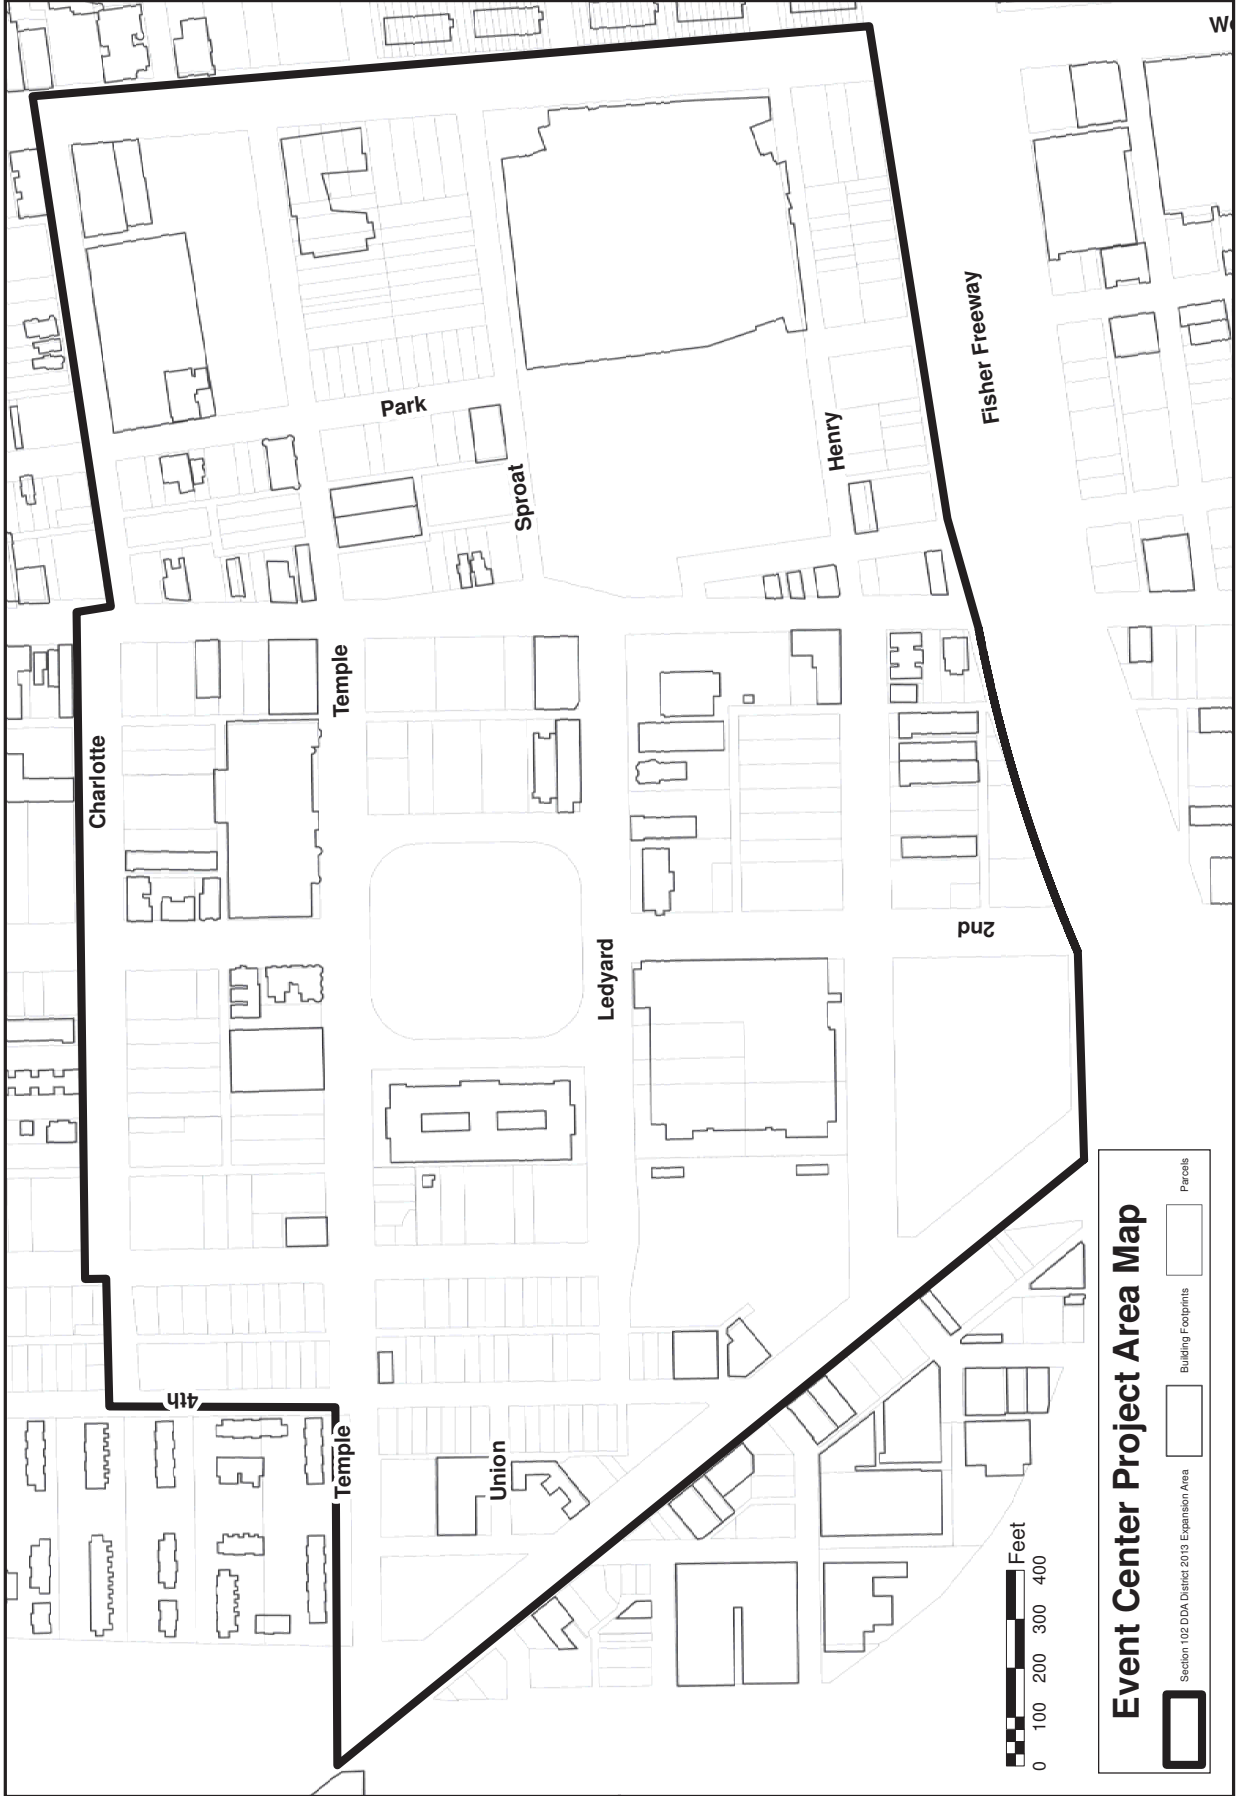 We
Charlotte
Temple
Park
Sproat
Henry
Fisher Freeway
Ledyard
2nd
4th
Temple
Union
Feet
0 100 200 300 400
Event Center Project Area Map
Section 102 DDA District 2013 Expansion Area
Building Footprints
Parcels